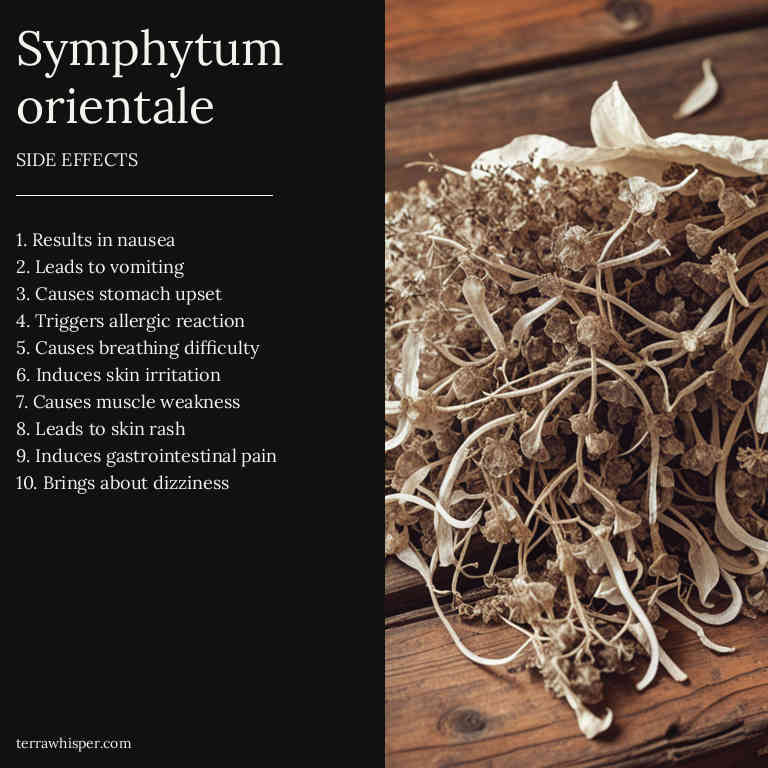 Symphytum
orientale
SIDE EFFECTS
1. Results in nausea
2. Leads to vomiting
3. Causes stomach upset
4. Triggers allergic reaction
5. Causes breathing difficulty
6. Induces skin irritation
7. Causes muscle weakness
8. Leads to skin rash
9. Induces gastrointestinal pain
10. Brings about dizziness
terrawhisper.com